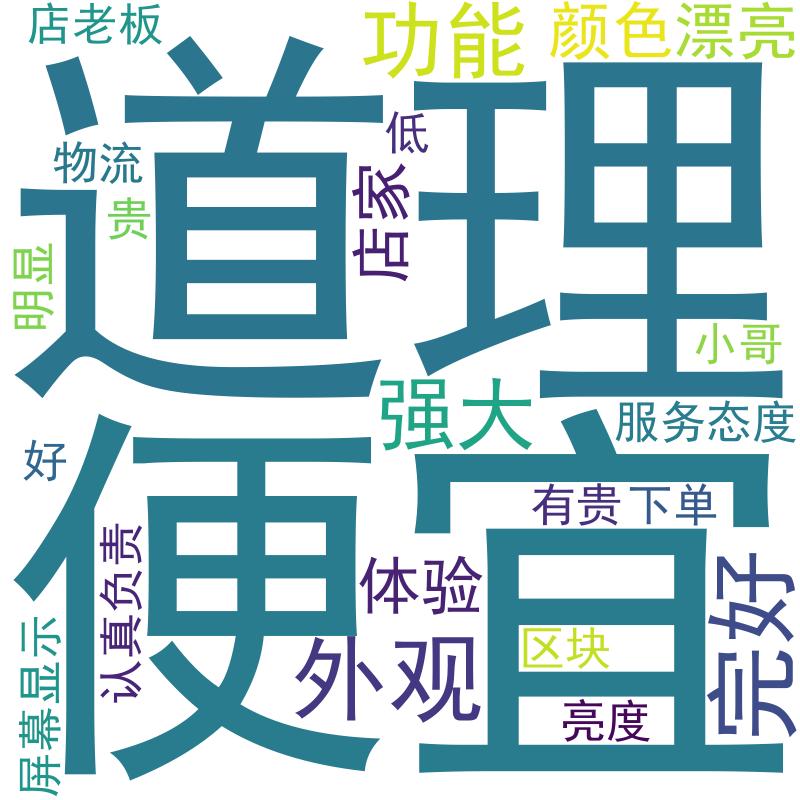 店老板
功能
颜色
漂亮
道理
物流
低
贵
店家
明显
小哥
强大
服务态度
便宜
好
有贵
下单
认真负责
体验
完好
区块
外观
屏幕显示
亮度